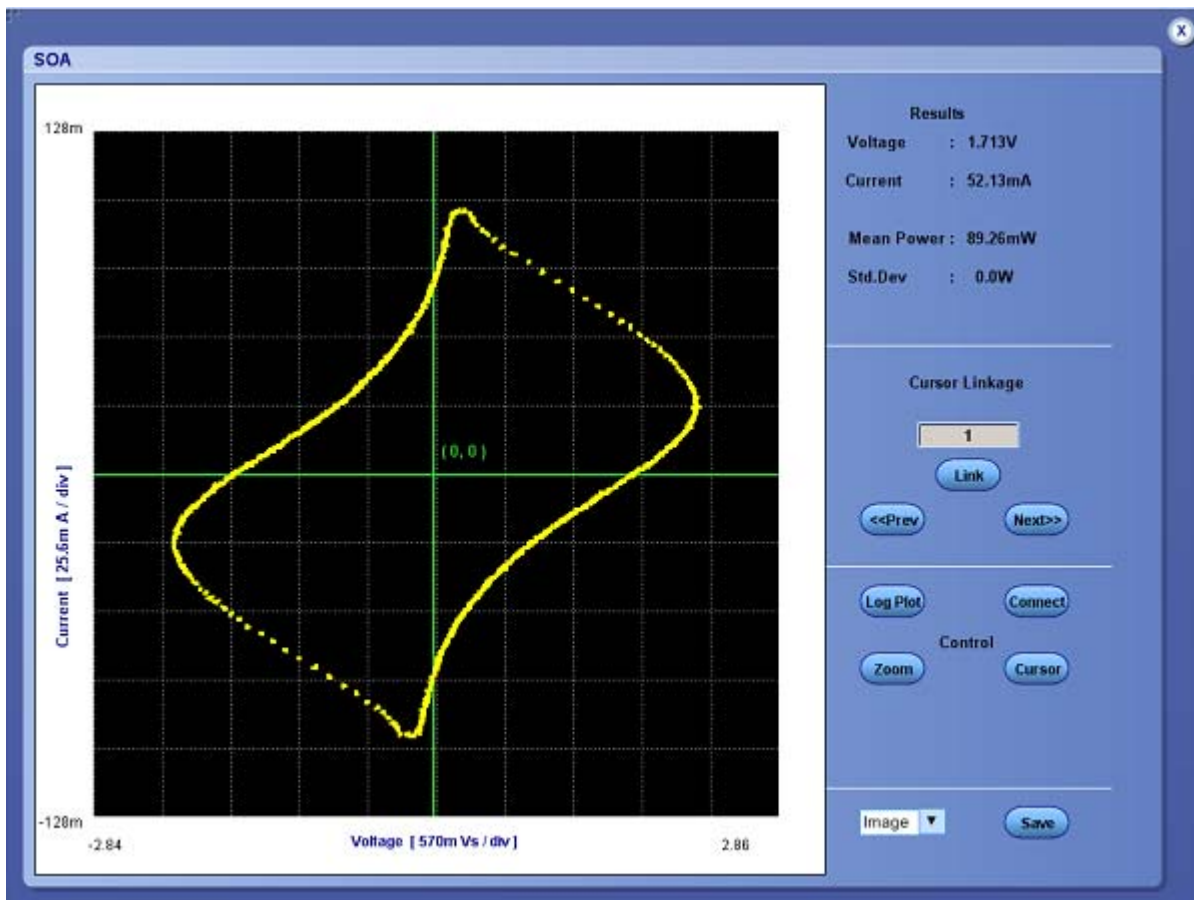 X
SOA
128m
(0,0)
-128m
-2.84
2.86
Current [ 25.6m A / div ]
Voltage [ 570m Vs / div ]
Results
Voltage : 1.713V
Current : 52.13mA
Mean Power : 89.26mW
Std.Dev : 0.0W
Cursor Linkage
1
Link
<<Prev
Next>>
Log Plot
Connect
Control
Zoom
Cursor
Image
Save